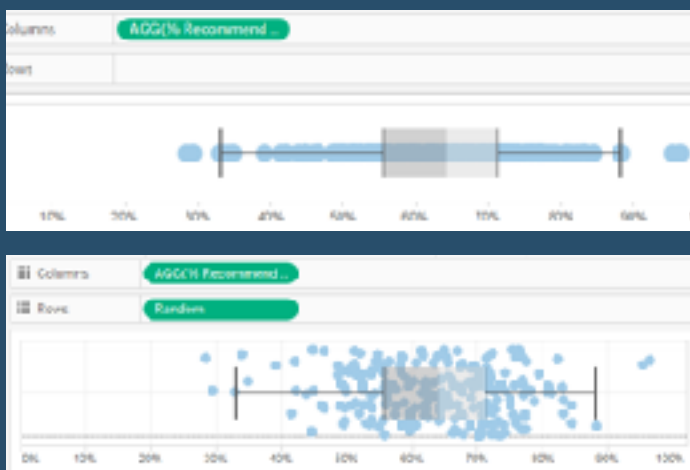 Columns AGG(% Recommend ..
Rows
10% 20% 30% 40% 50% 60% 70% 80% 90%
Columns AGG(% Recommend ..
Rows Random
0% 10% 20% 30% 40% 50% 60% 70% 80% 90% 100%